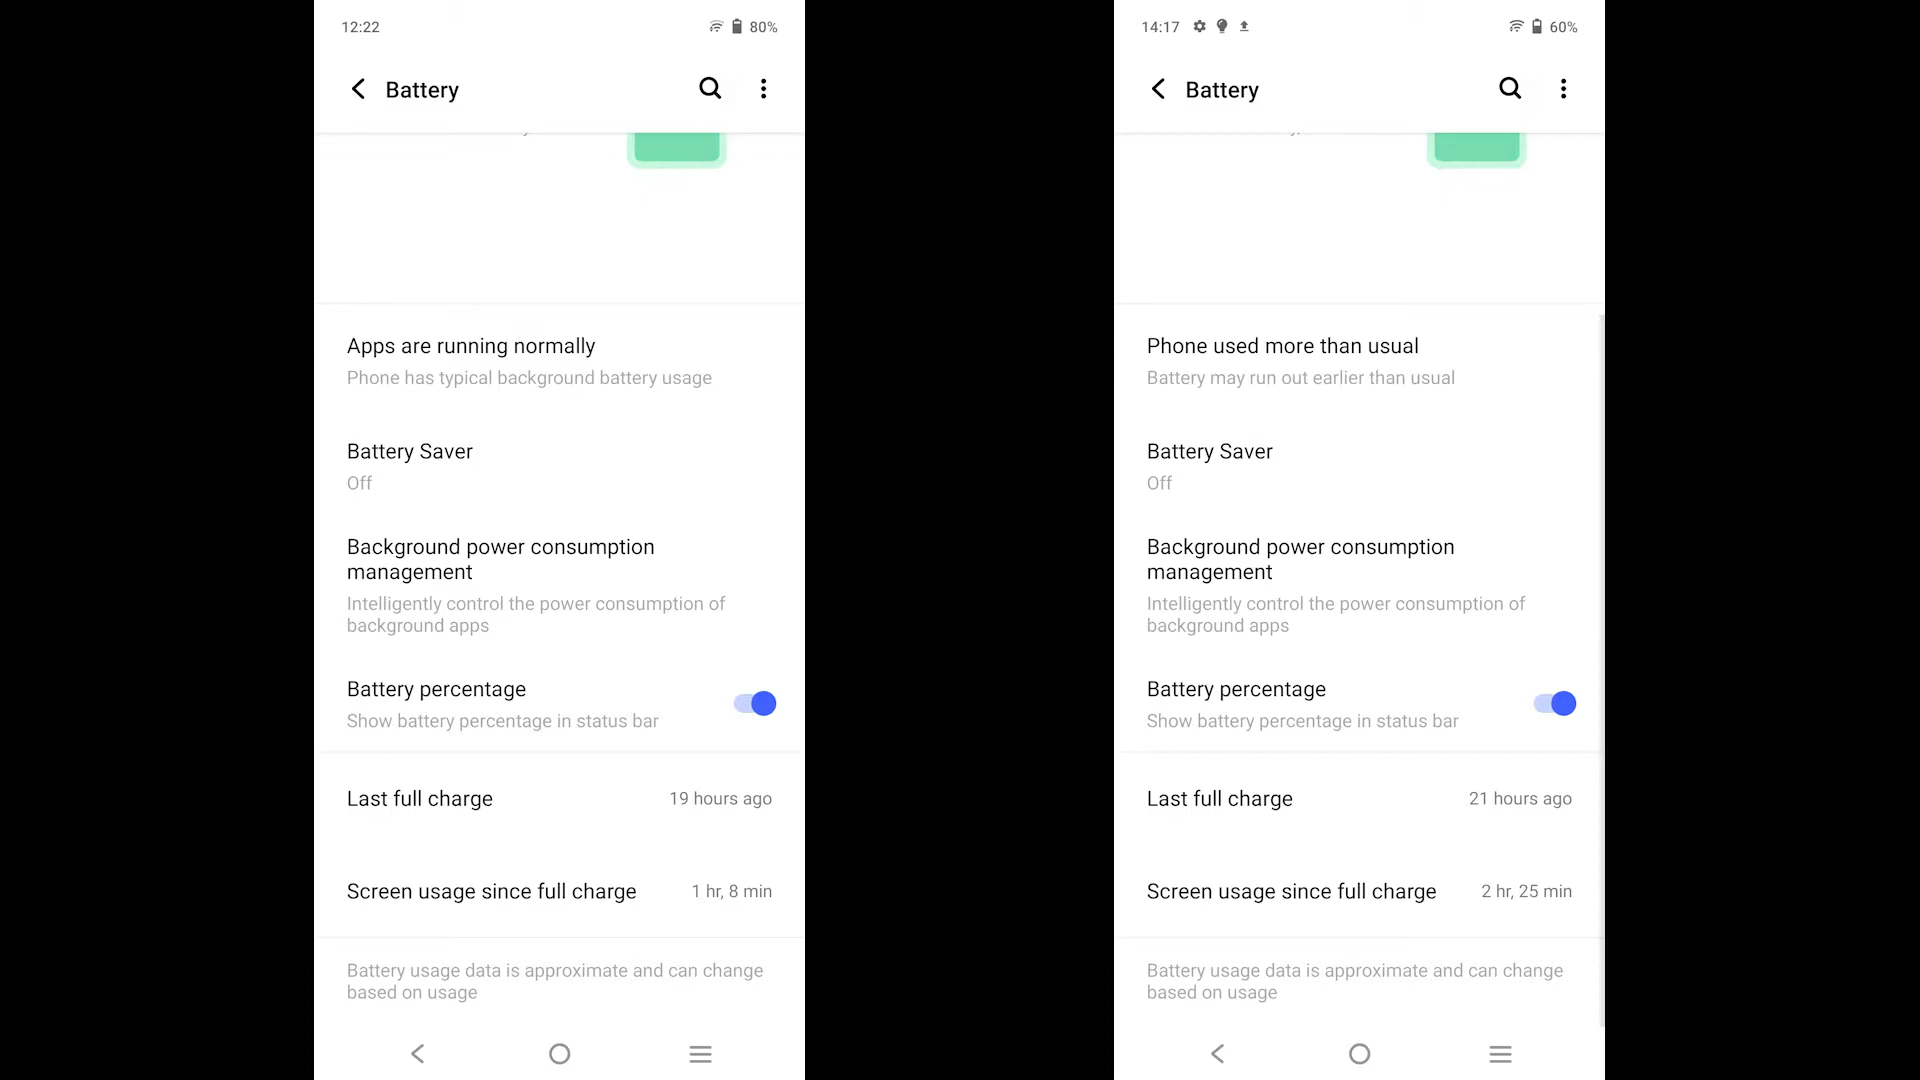 12:22
80%
Battery
Apps are running normally
Phone has typical background battery usage
Battery Saver
Off
Background power consumption
management
Intelligently control the power consumption of
background apps
Battery percentage
Show battery percentage in status bar
Last full charge
19 hours ago
Screen usage since full charge
1 hr, 8 min
Battery usage data is approximate and can change
based on usage
14:17
60%
Battery
Phone used more than usual
Battery may run out earlier than usual
Battery Saver
Off
Background power consumption
management
Intelligently control the power consumption of
background apps
Battery percentage
Show battery percentage in status bar
Last full charge
21 hours ago
Screen usage since full charge
2 hr, 25 min
Battery usage data is approximate and can change
based on usage